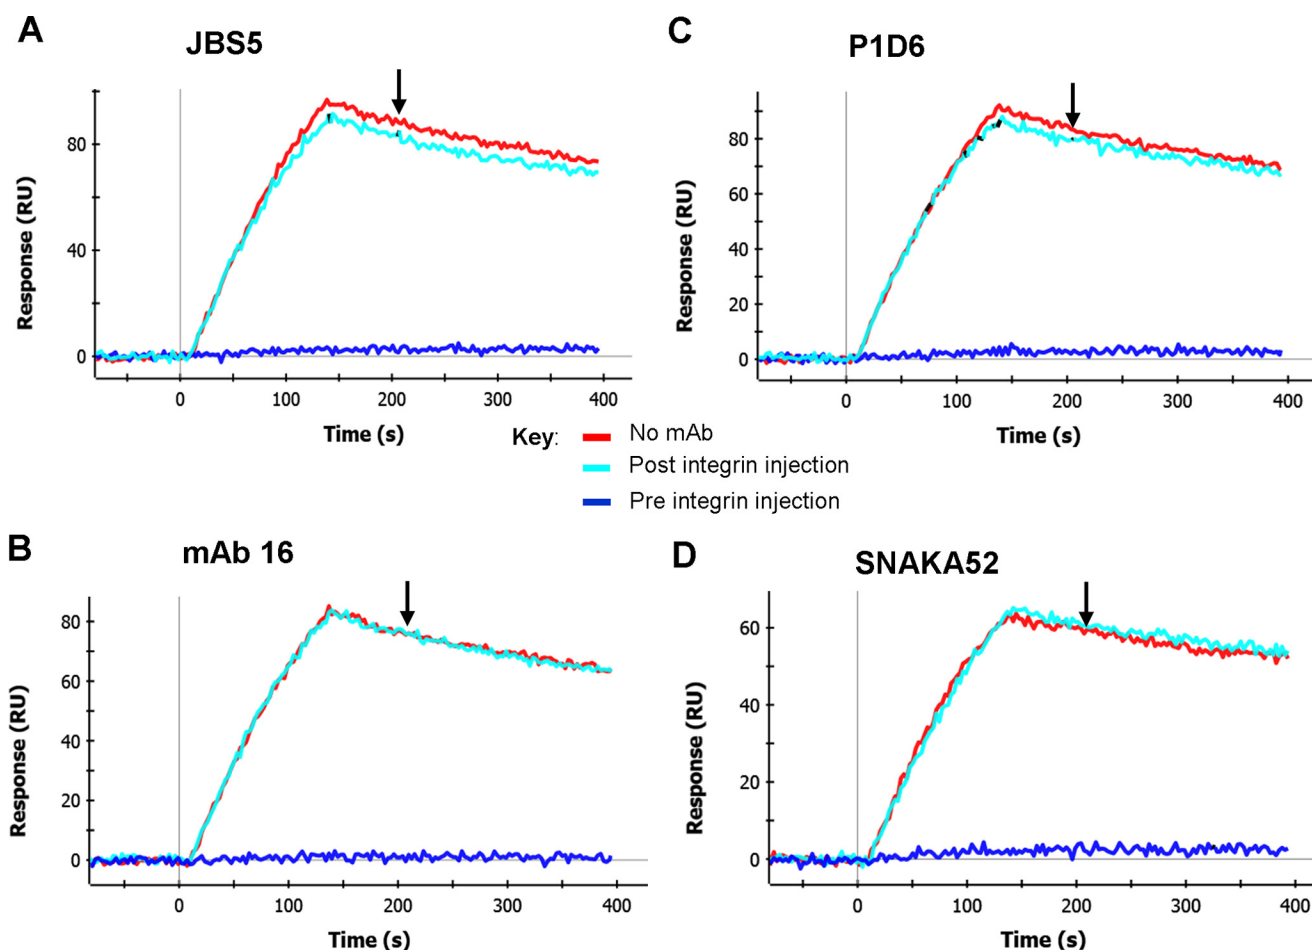 A
JBS5
Response (RU)
80
40
0
0 100 200 300 400
Time (s)
C
P1D6
Response (RU)
80
60
40
20
0
0 100 200 300 400
Time (s)
Key:
No mAb
Post integrin injection
Pre integrin injection
B
mAb 16
Response (RU)
80
60
40
20
0
0 100 200 300 400
Time (s)
D
SNAKA52
Response (RU)
60
40
20
0
0 100 200 300 400
Time (s)